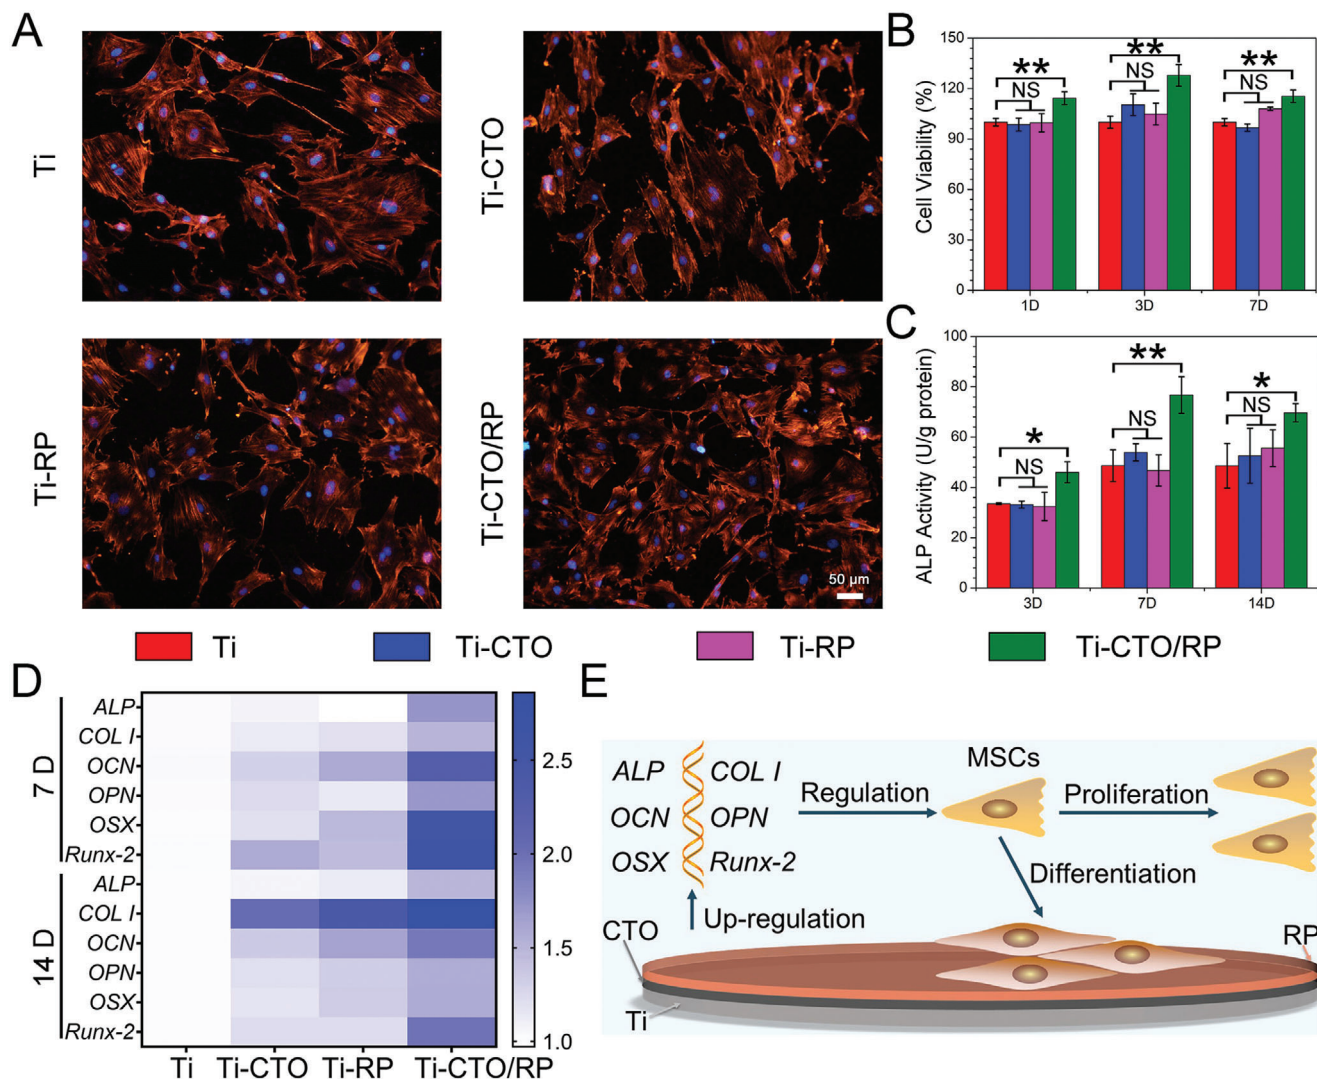 A
Ti
Ti-CTO
Ti-RP
Ti-CTO/RP
50 μm
B
Cell Viability (%)
150
120
90
60
30
0
**
NS
**
NS
**
NS
1D
3D
7D
C
ALP Activity (U/g protein)
100
80
60
40
20
0
*
NS
**
NS
*
NS
3D
7D
14D
Ti
Ti-CTO
Ti-RP
Ti-CTO/RP
D
7 D
ALP
COL I
OCN
OPN
OSX
Runx-2
14 D
ALP
COL I
OCN
OPN
OSX
Runx-2
Ti
Ti-CTO
Ti-RP
Ti-CTO/RP
2.5
2.0
1.5
1.0
E
ALP
COL I
OCN
OPN
OSX
Runx-2
Regulation
MSCs
Proliferation
Differentiation
Up-regulation
CTO
RP
Ti